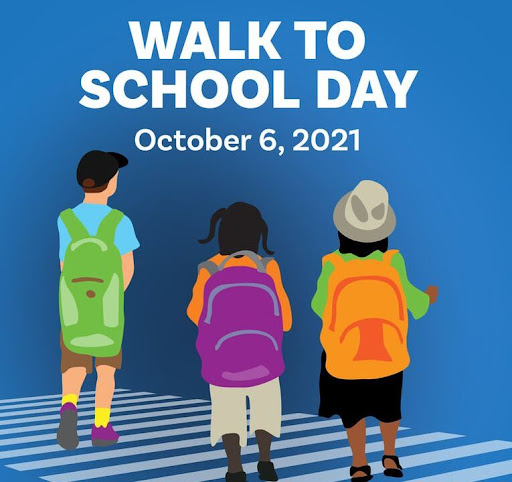 WALK TO
SCHOOL DAY
October 6, 2021